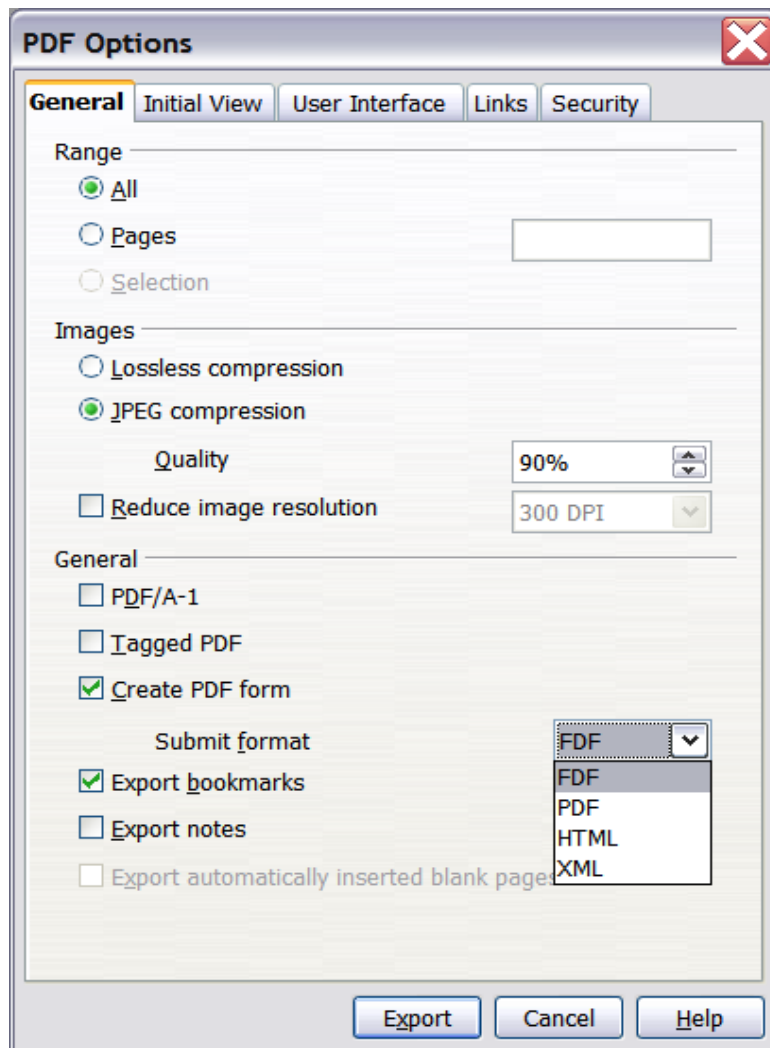 PDF Options
General Initial View User Interface Links Security
Range
All
Pages
Selection
Images
Lossless compression
JPEG compression
Quality 90%
Reduce image resolution 300 DPI
General
PDF/A-1
Tagged PDF
Create PDF form
Submit format FDF
Export bookmarks FDF
PDF
Export notes HTML
Export automatically inserted blank pages XML
Export Cancel Help